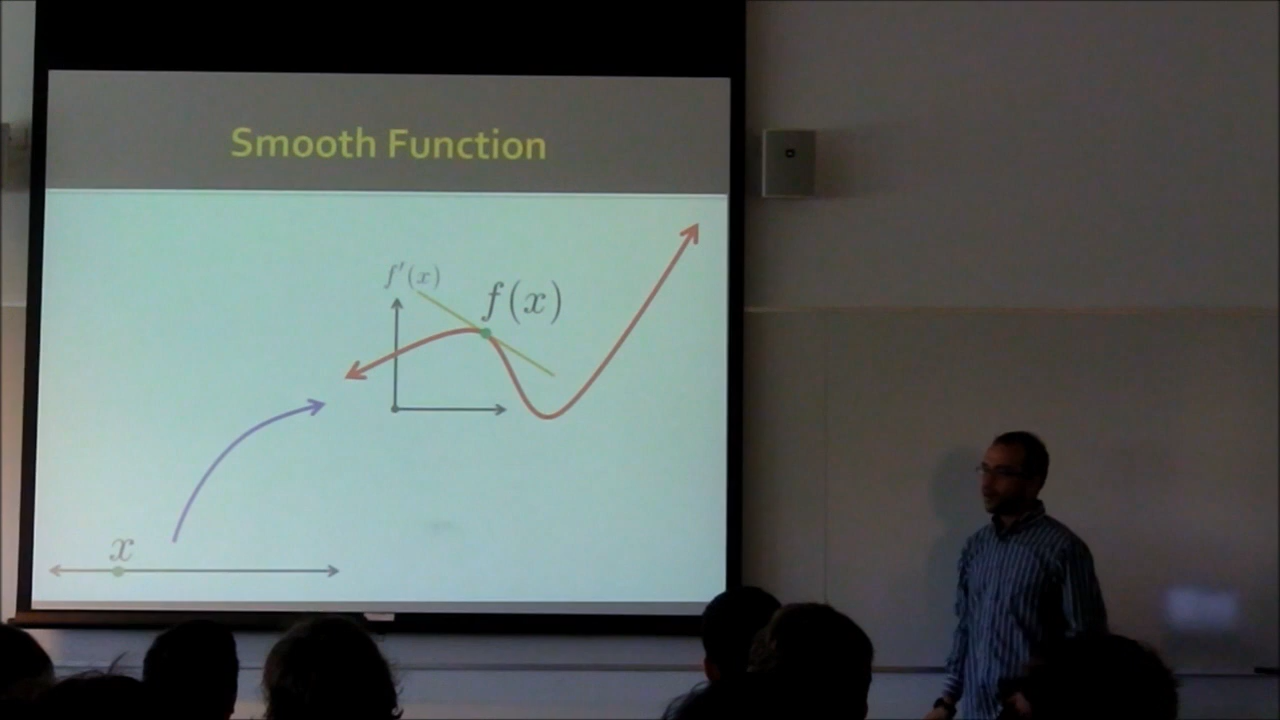 Smooth Function
f′(x)
f(x)
x